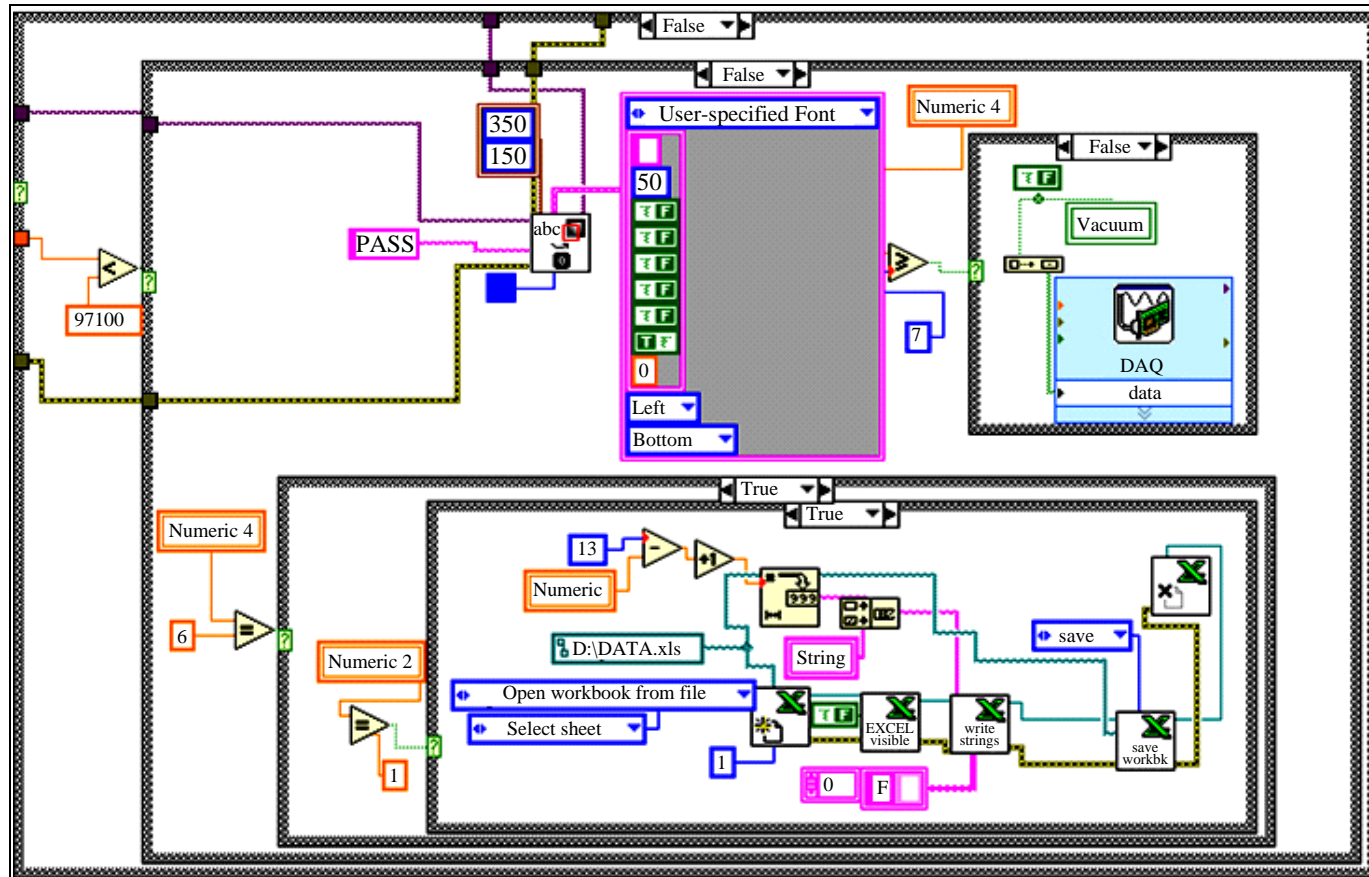 False
False
350
150
User-specified Font
Numeric 4
False
50
T F
T F
T F
T F
T F
T F
T F
Vacuum
abc
PASS
0
<
97100
≥
7
DAQ
data
0
Left
Bottom
True
True
Numeric 4
13
-
+1
Numeric
???
=
6
D:\DATA.xls
String
save
Numeric 2
Open workbook from file
Select sheet
T F
EXCEL
visible
write
strings
save
workbk
=
1
1
0
F